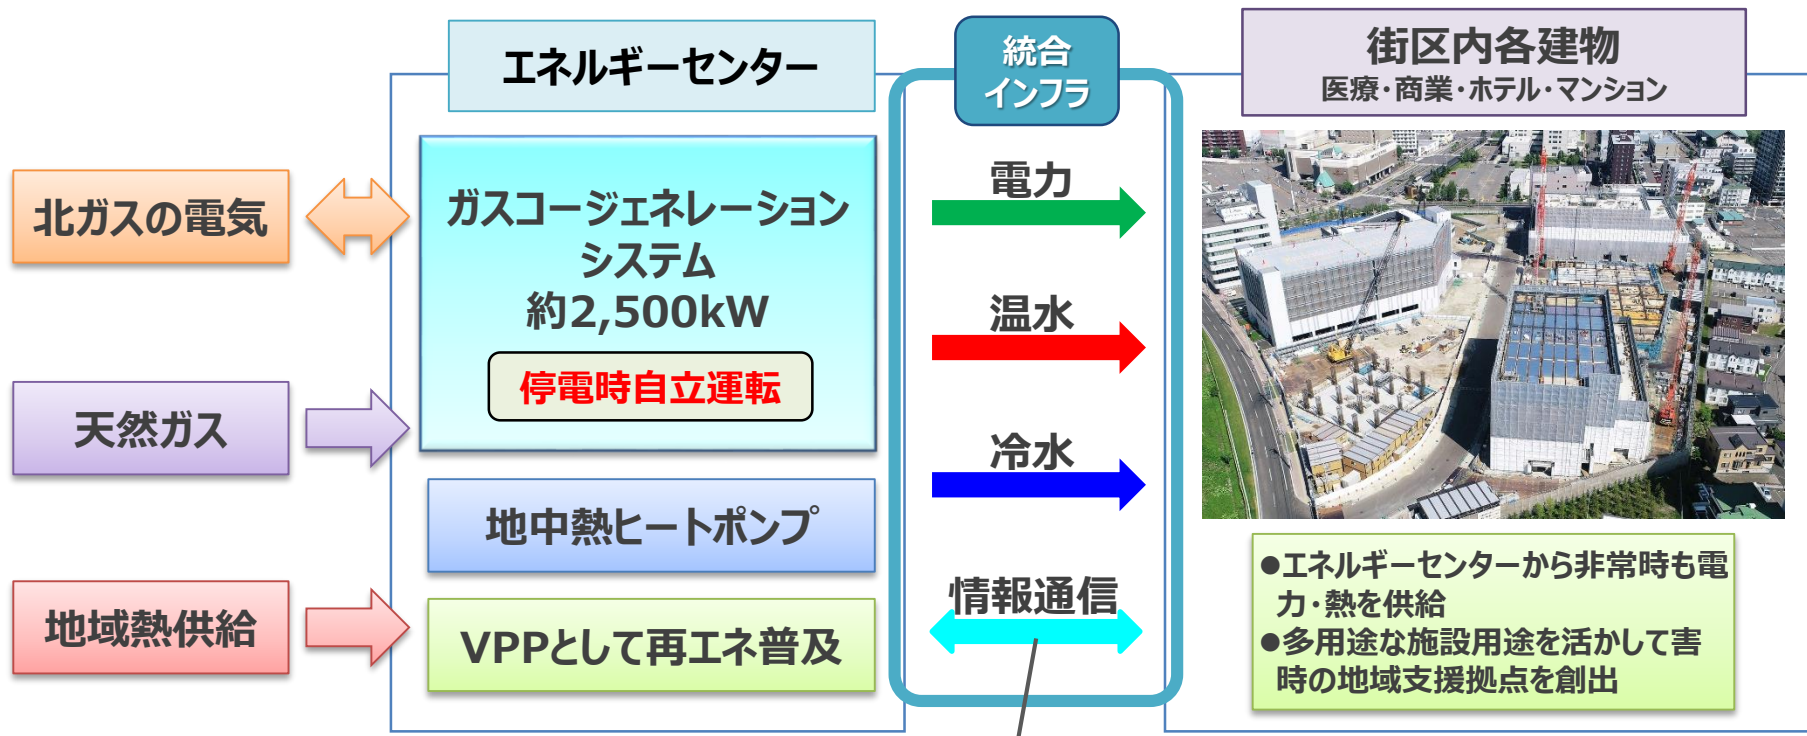 エネルギーセンター
統合
インフラ
街区内各建物
医療・商業・ホテル・マンション
北ガスの電気
ガスコージェネレーション
システム
約2,500kW
停電時自立運転
天然ガス
地中熱ヒートポンプ
地域熱供給
VPPとして再エネ普及
電力
温水
冷水
情報通信
●エネルギーセンターから非常時も電
力・熱を供給
●多用途な施設用途を活かして害
時の地域支援拠点を創出